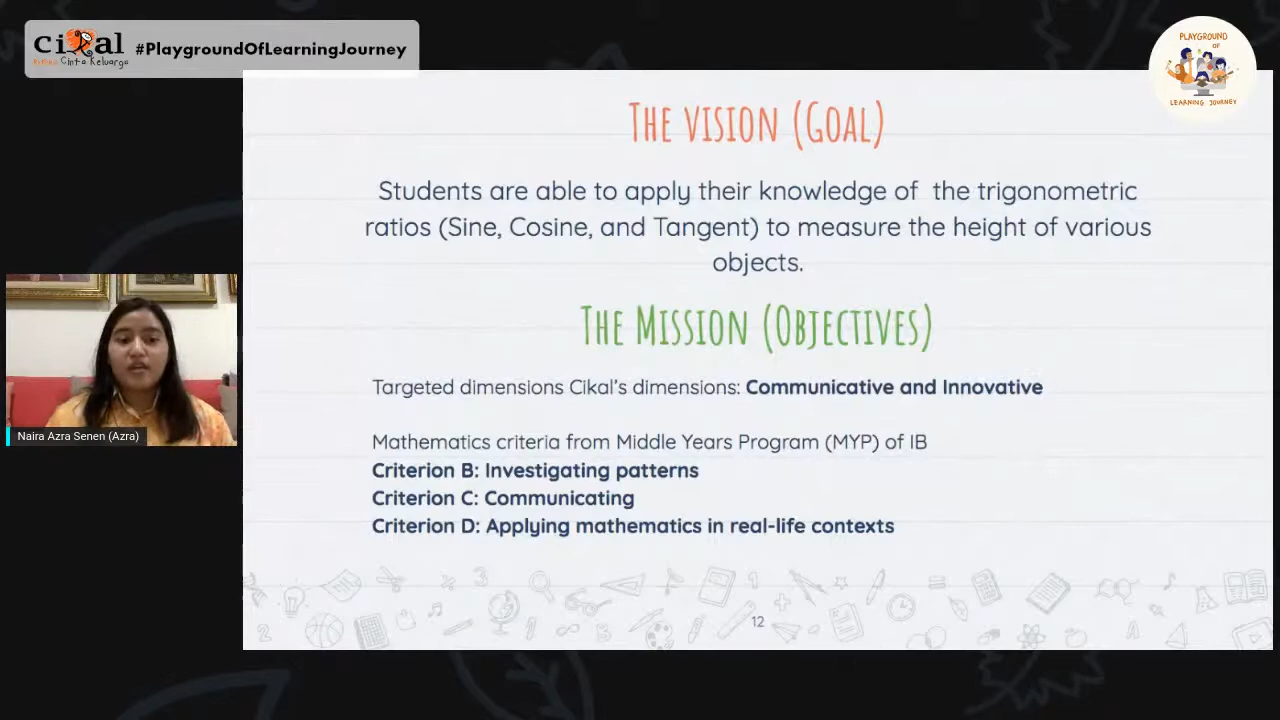 cikal #PlaygroundOfLearningJourney
Cinta Keluarga
PLAYGROUND
OF
LEARNING JOURNEY
The Vision (Goal)
Students are able to apply their knowledge of the trigonometric
ratios (Sine, Cosine, and Tangent) to measure the height of various
objects.
The Mission (Objectives)
Targeted dimensions Cikal's dimensions: Communicative and Innovative
Mathematics criteria from Middle Years Program (MYP) of IB
Criterion B: Investigating patterns
Criterion C: Communicating
Criterion D: Applying mathematics in real-life contexts
Naira Azra Senen (Azra)
12